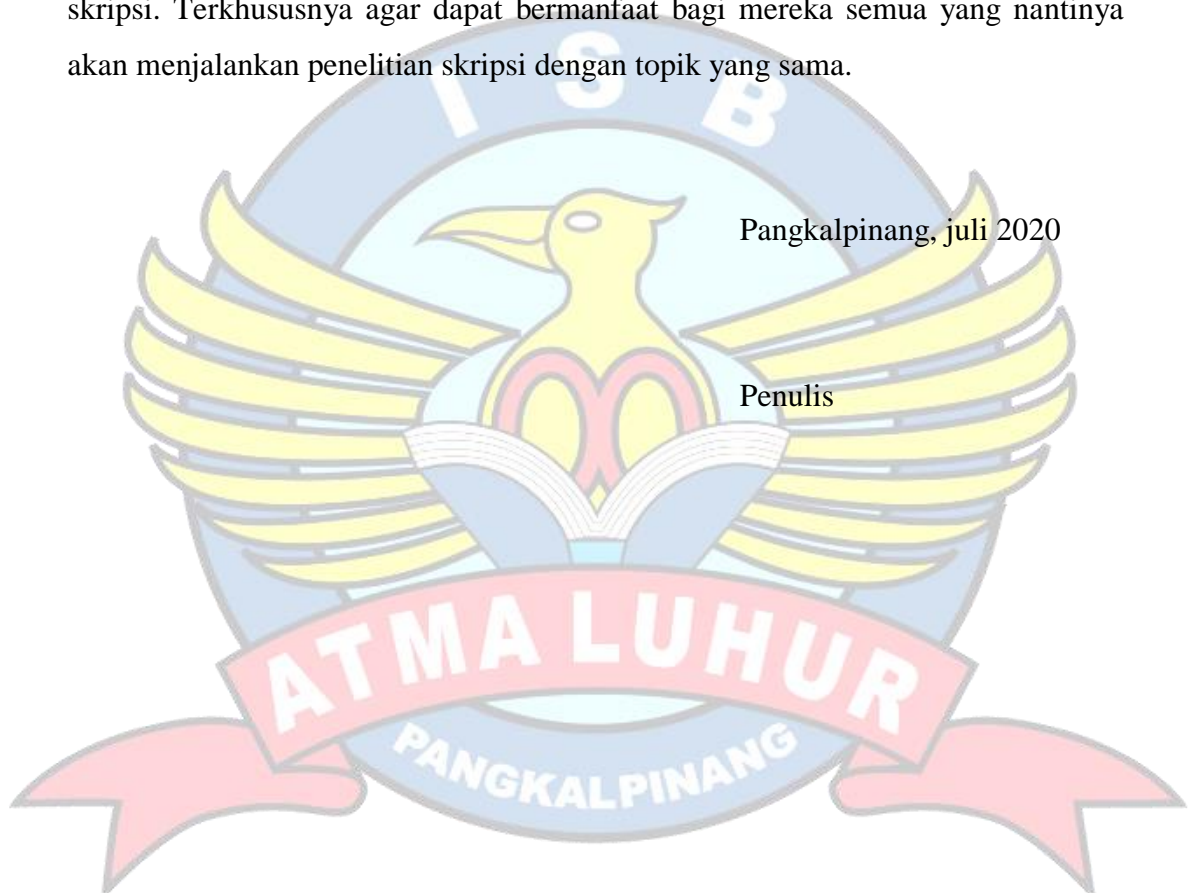 skripsi. Terkhususnya agar dapat bermanfaat bagi mereka semua yang nantinya
akan menjalankan penelitian skripsi dengan topik yang sama.
I S B
Pangkalpinang, juli 2020
Penulis
ATMA LUHUR
PANGKALPINANG